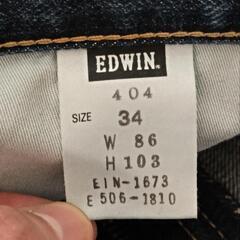 EDWIN.
404
SIZE 34
W 86
H 103
EIN-1673
E 506-1810